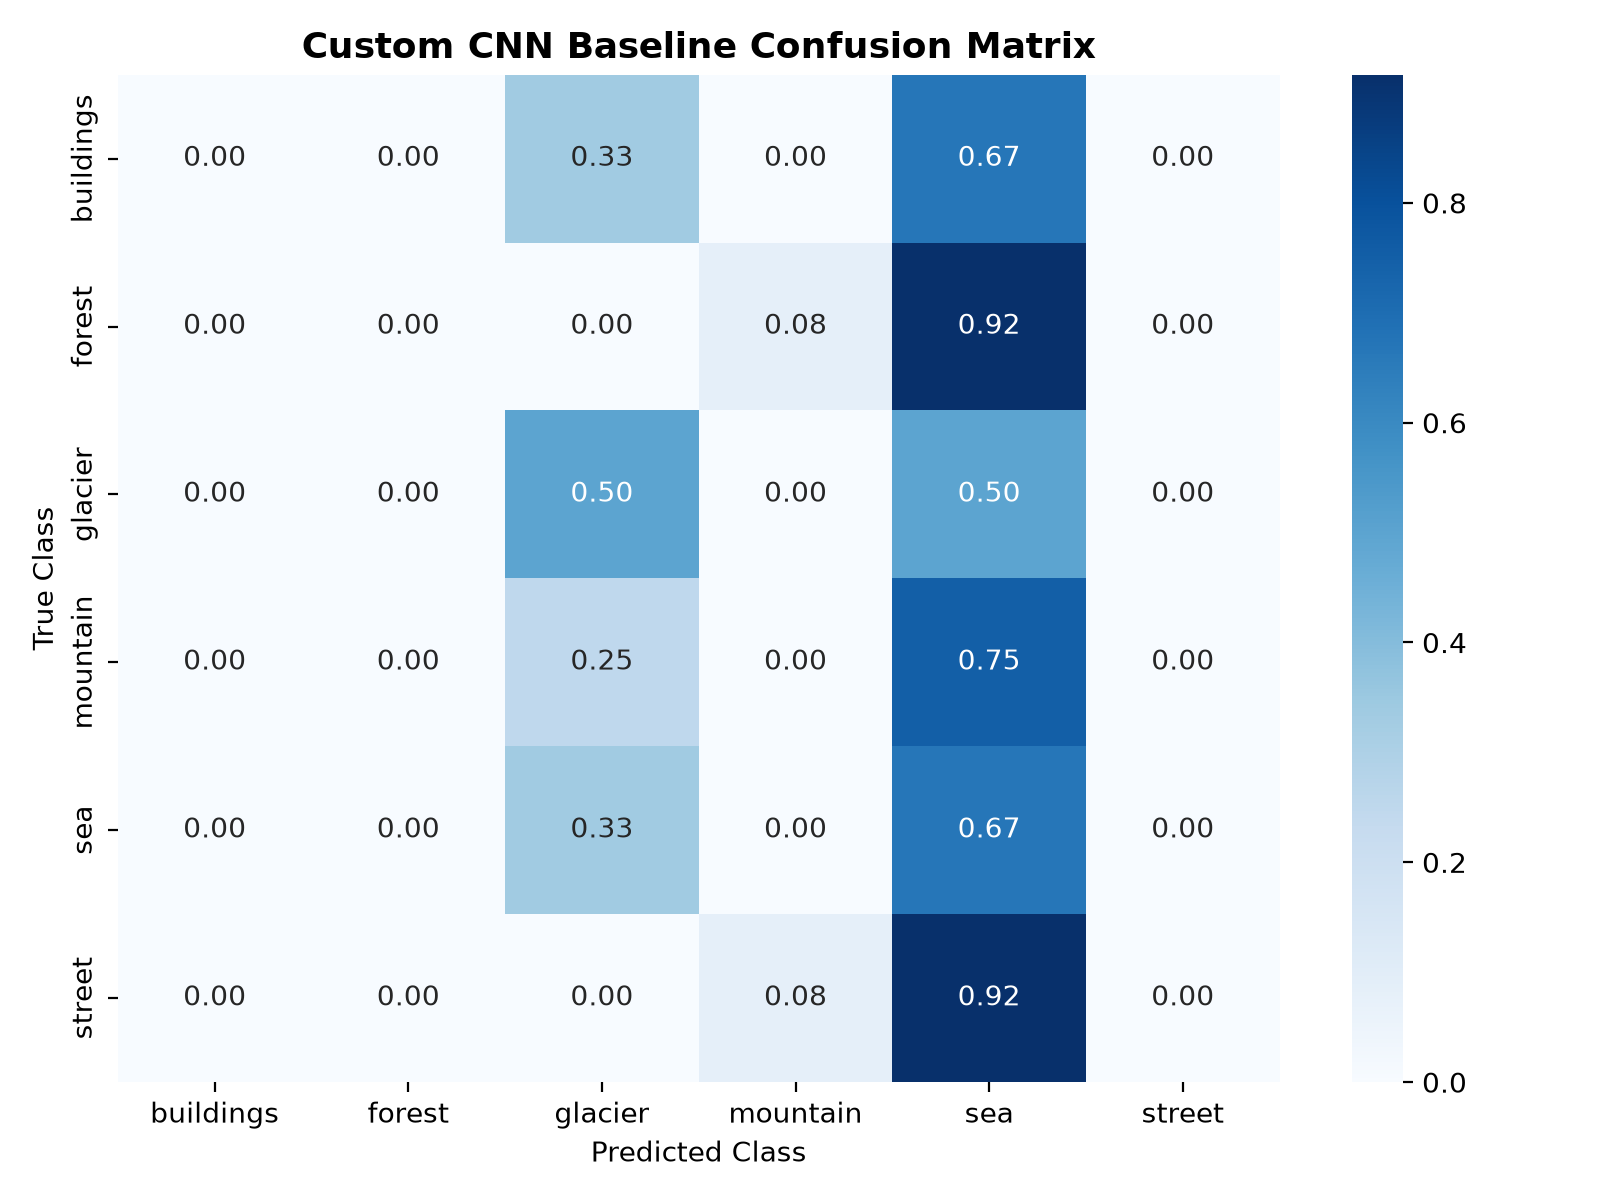 Custom CNN Baseline Confusion Matrix
True Class
buildings 0.00 0.00 0.33 0.00 0.67 0.00
forest 0.00 0.00 0.00 0.08 0.92 0.00
glacier 0.00 0.00 0.50 0.00 0.50 0.00
mountain 0.00 0.00 0.25 0.00 0.75 0.00
sea 0.00 0.00 0.33 0.00 0.67 0.00
street 0.00 0.00 0.00 0.08 0.92 0.00
buildings forest glacier mountain sea street
Predicted Class
0.8
0.6
0.4
0.2
0.0